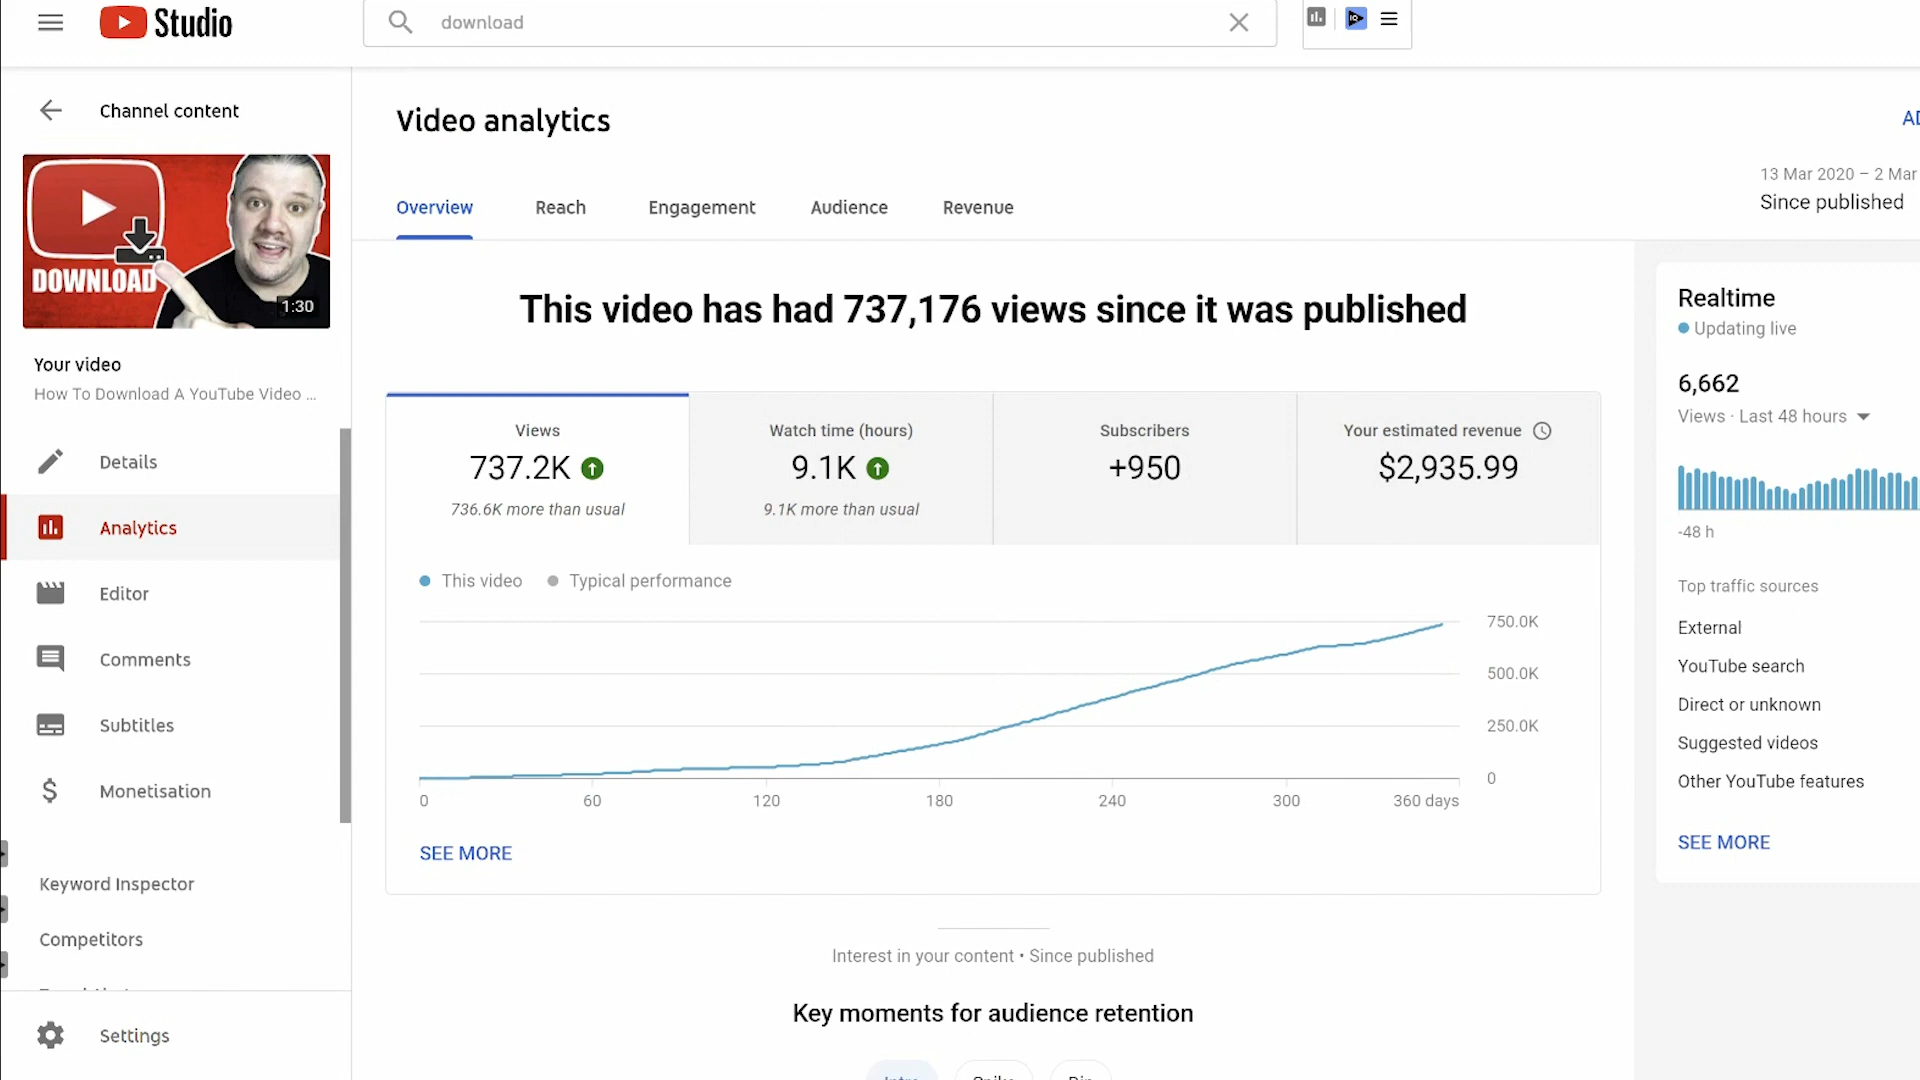 Studio
download
Channel content
DOWNLOAD
1:30
Your video
How To Download A YouTube Video ...
Details
Analytics
Editor
Comments
Subtitles
Monetisation
Keyword Inspector
Competitors
Settings
Video analytics
13 Mar 2020 – 2 Mar
Since published
Overview
Reach
Engagement
Audience
Revenue
This video has had 737,176 views since it was published
Views
737.2K
736.6K more than usual
Watch time (hours)
9.1K
9.1K more than usual
Subscribers
+950
Your estimated revenue
$2,935.99
This video
Typical performance
750.0K
500.0K
250.0K
0
0 60 120 180 240 300 360 days
SEE MORE
Interest in your content • Since published
Key moments for audience retention
Realtime
Updating live
6,662
Views · Last 48 hours
-48 h
Top traffic sources
External
YouTube search
Direct or unknown
Suggested videos
Other YouTube features
SEE MORE